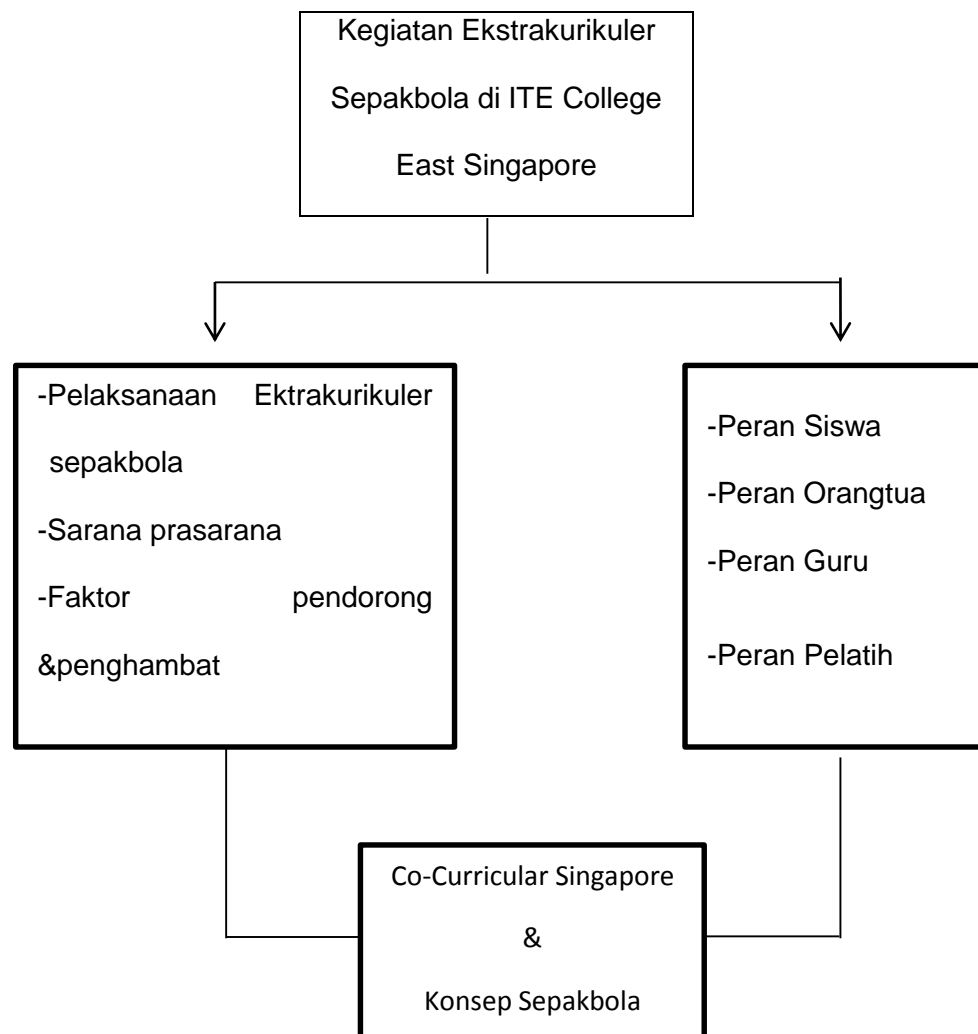 Kegiatan Ekstrakurikuler
Sepakbola di ITE College
East Singapore
-Pelaksanaan Ektrakurikuler
sepakbola
-Sarana prasarana
-Faktor pendorong
&penghambat
-Peran Siswa
-Peran Orangtua
-Peran Guru
-Peran Pelatih
Co-Curricular Singapore
&
Konsep Sepakbola